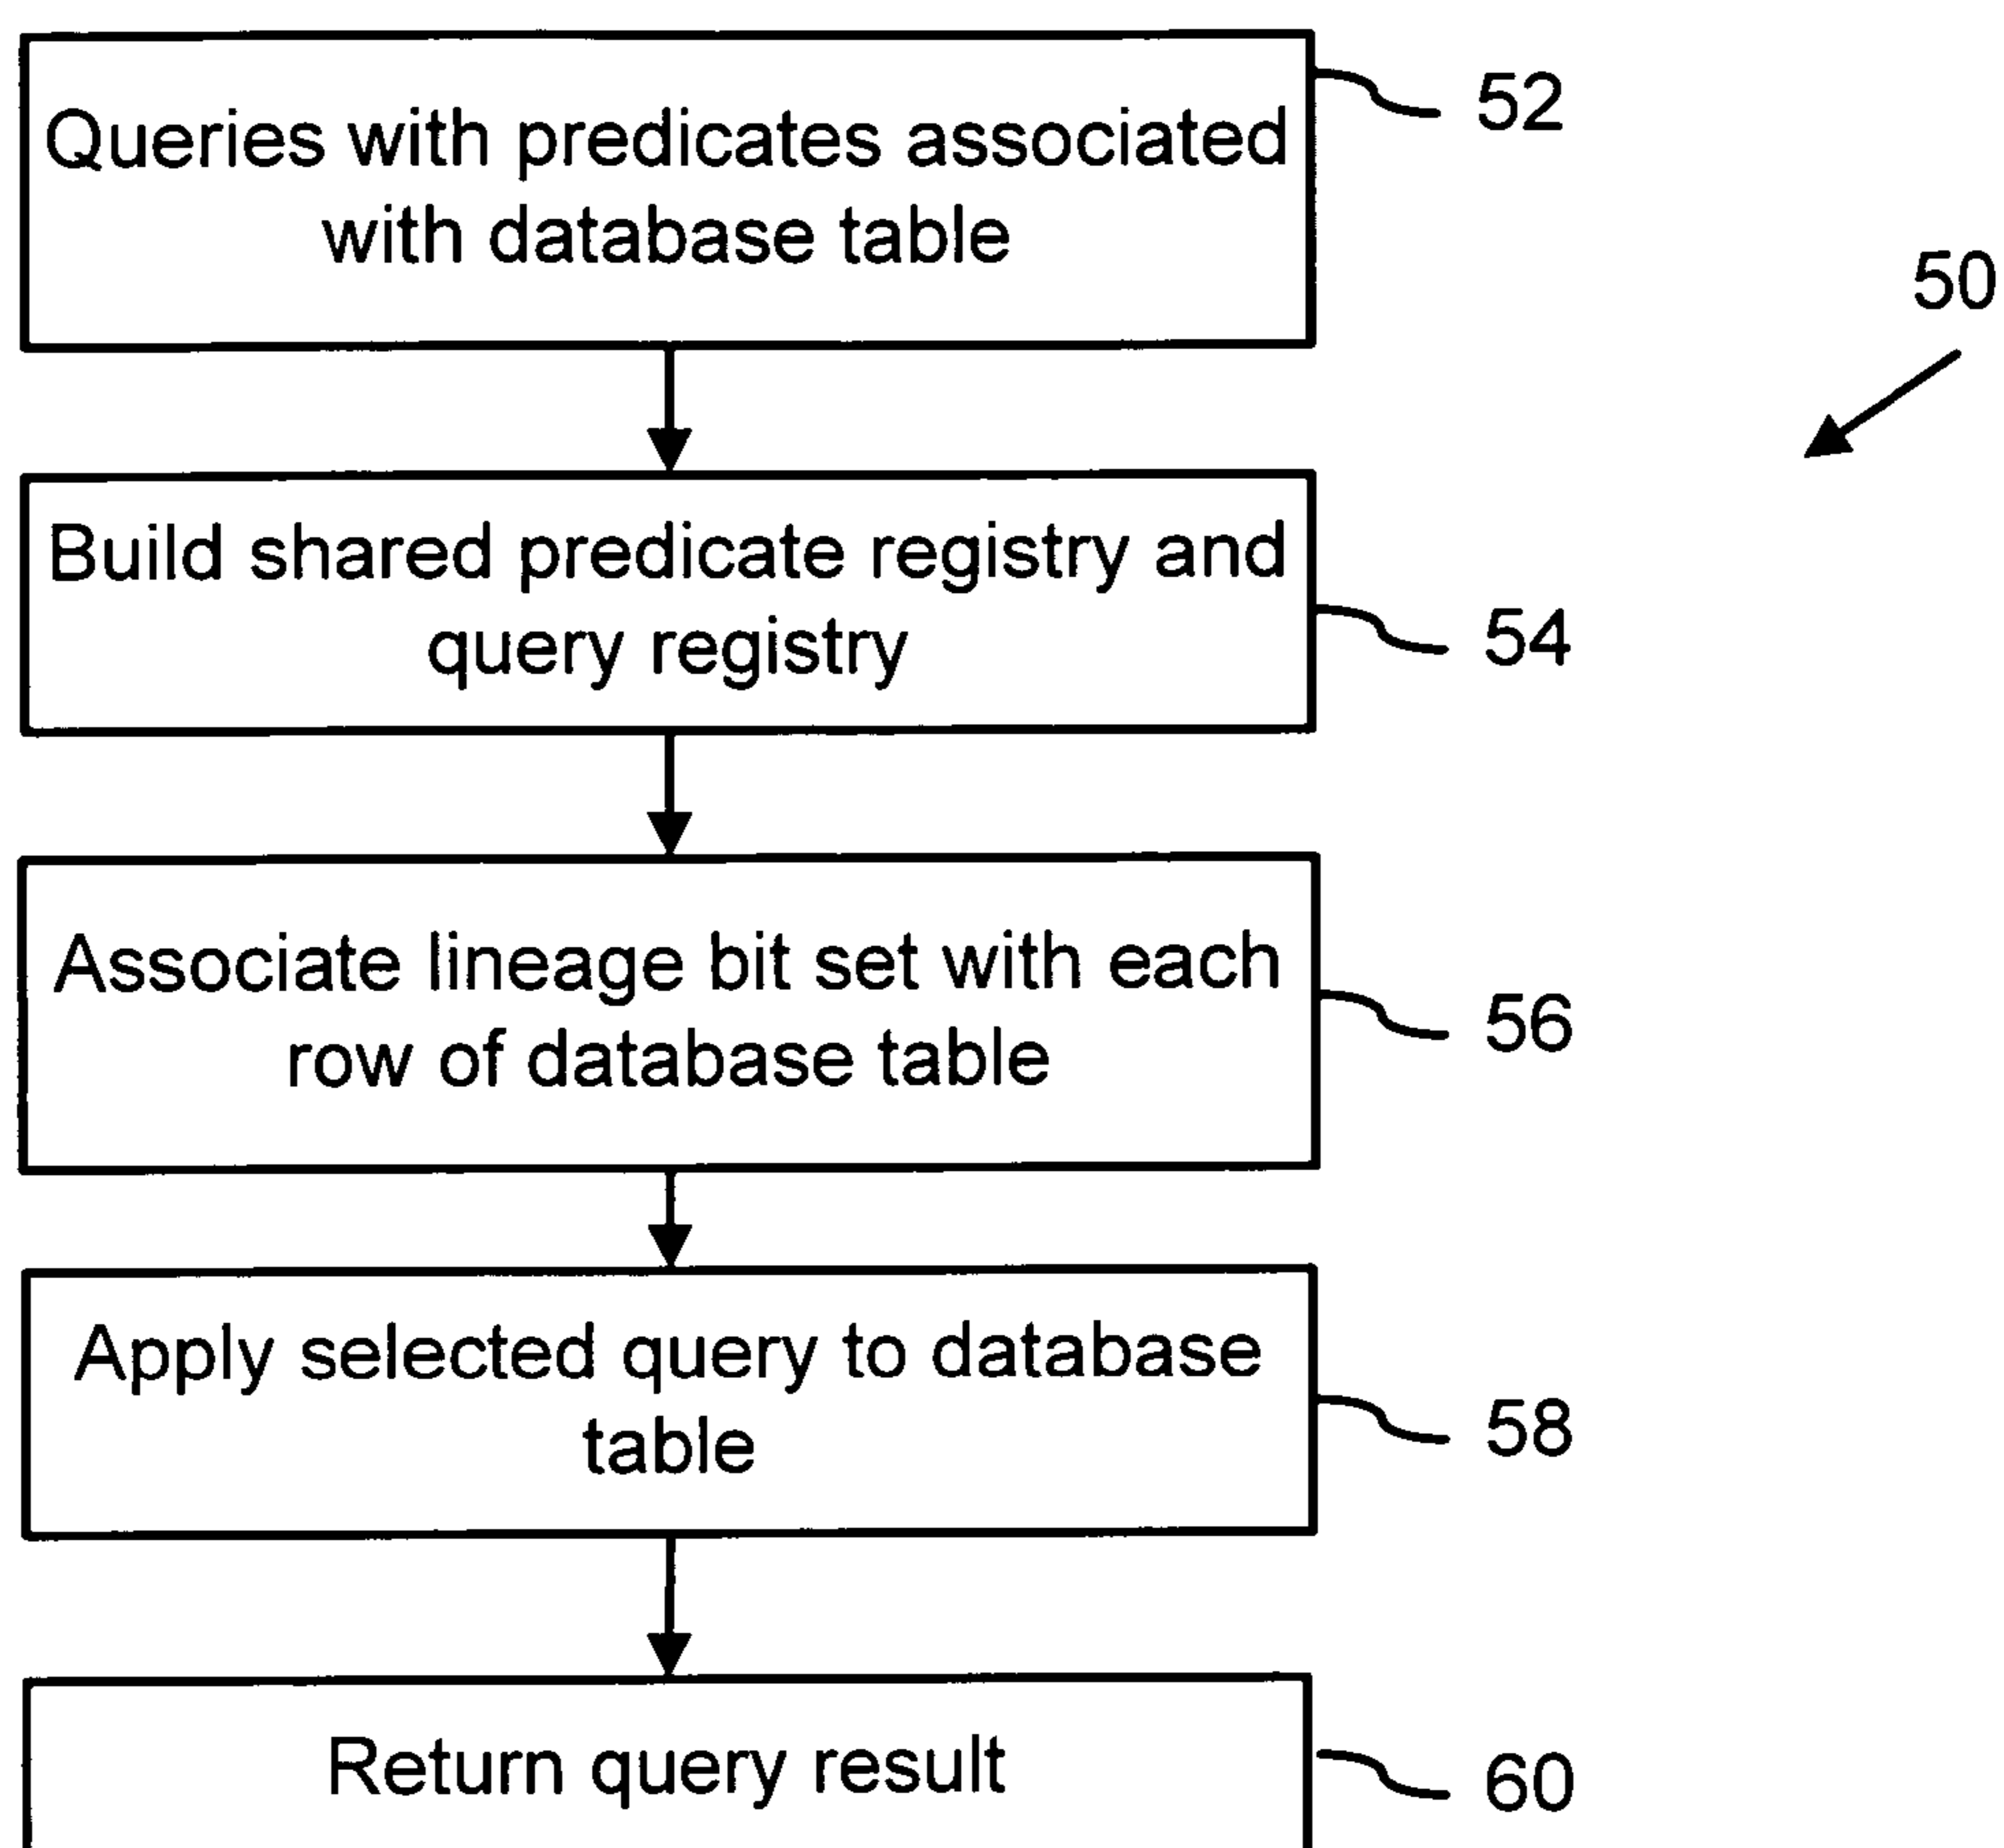 Queries with predicates associated
with database table
52
50
Build shared predicate registry and
query registry
54
Associate lineage bit set with each
row of database table
56
Apply selected query to database
table
58
Return query result
60